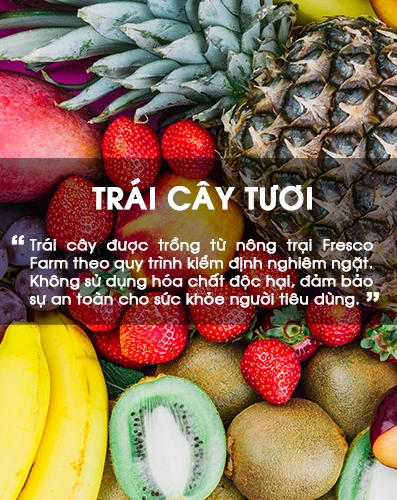 TRÁI CÂY TƯƠI
“ Trái cây được trồng từ nông trại Fresco
Farm theo quy trình kiểm định nghiêm ngặt.
Không sử dụng hóa chất độc hại, đảm bảo
sự an toàn cho sức khỏe người tiêu dùng. ”